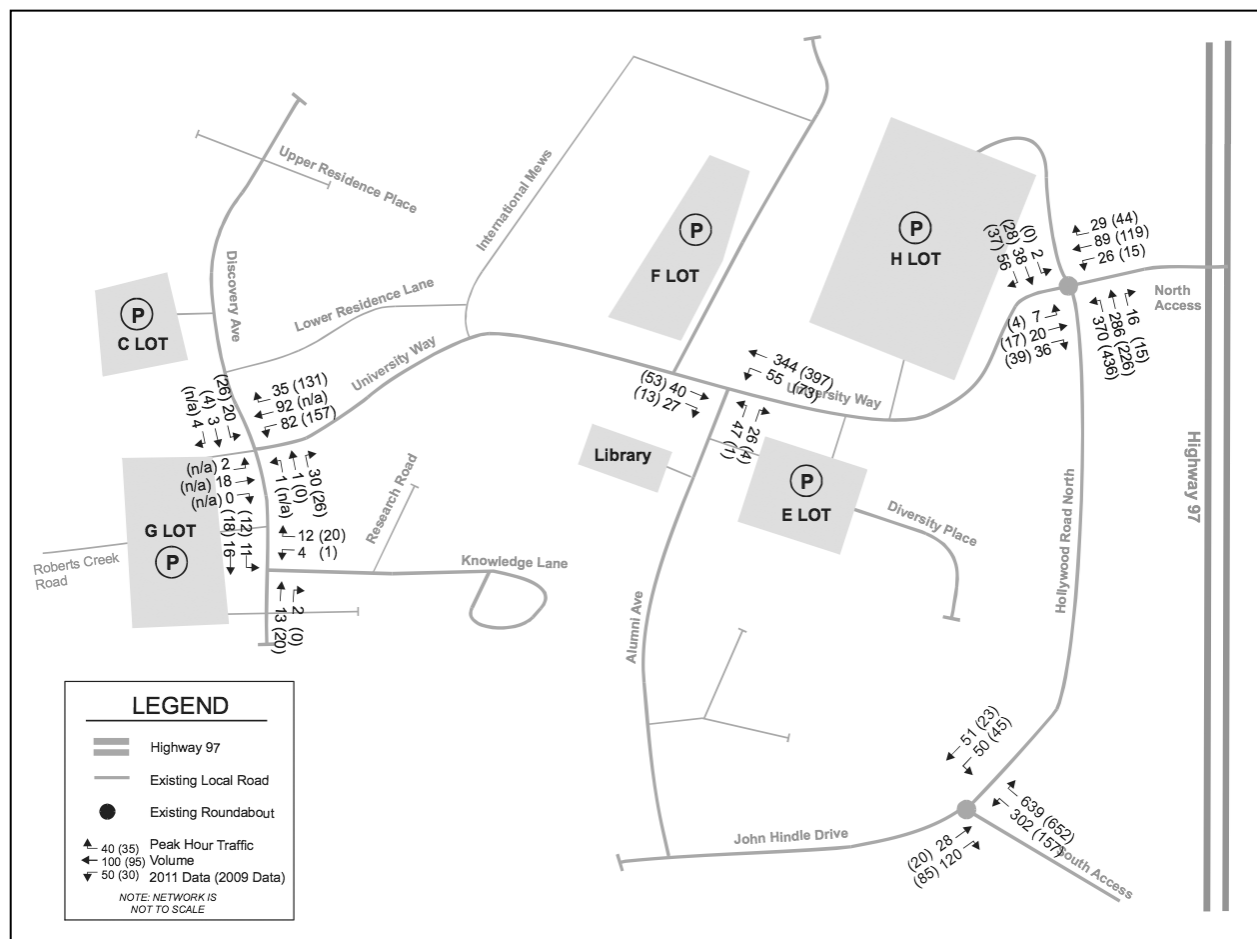 Upper Residence Place
International Mews
Discovery Ave
Lower Residence Lane
University Way
P
C LOT
P
F LOT
P
H LOT
(0) 2
(28) 38
(37) 56
29 (44)
89 (119)
26 (15)
North
Access
(4) 7
(17) 20
(39) 36
16 (15)
286 (226)
370 (436)
344 (397)
55 (73)
University Way
(53) 40
(13) 27
26 (4)
47 (1)
(26) 20
(4) 3
(n/a) 4
35 (131)
92 (n/a)
82 (157)
(n/a) 2
(n/a) 18
(n/a) 0
30 (26)
1 (0)
1 (n/a)
Library
P
E LOT
Diversity Place
Hollywood Road North
Highway 97
G LOT
P
(12) 11
(18) 16
12 (20)
4 (1)
Research Road
Knowledge Lane
Roberts Creek
Road
2 (0)
13 (20)
Alumni Ave
51 (23)
50 (45)
639 (652)
302 (157)
South Access
John Hindle Drive
(20) 28
(85) 120
LEGEND
Highway 97
Existing Local Road
Existing Roundabout
40 (35) Peak Hour Traffic
100 (95) Volume
50 (30) 2011 Data (2009 Data)
NOTE: NETWORK IS
NOT TO SCALE